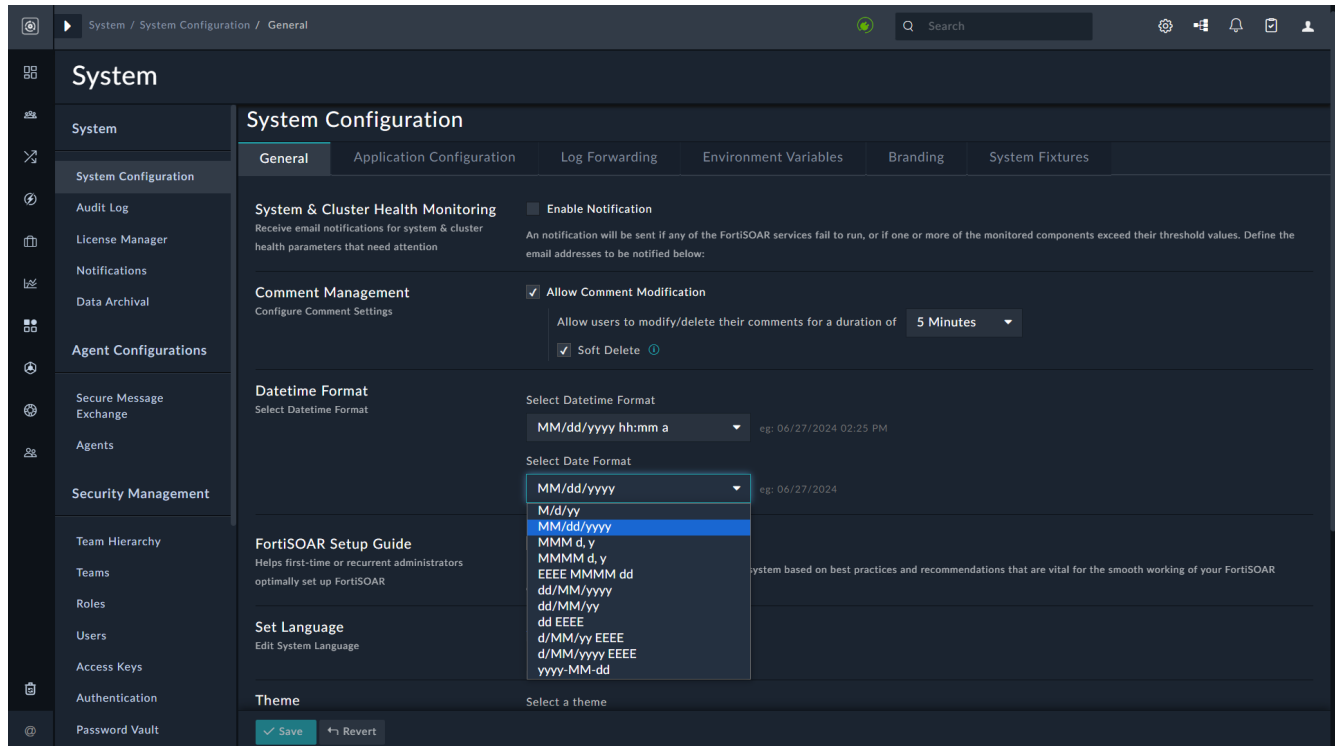 System / System Configuration / General
Search
System
System
System Configuration
Audit Log
License Manager
Notifications
Data Archival
Agent Configurations
Secure Message
Exchange
Agents
Security Management
Team Hierarchy
Teams
Roles
Users
Access Keys
Authentication
Password Vault
@
System Configuration
General
Application Configuration
Log Forwarding
Environment Variables
Branding
System Fixtures
System & Cluster Health Monitoring
Receive email notifications for system & cluster
health parameters that need attention
Enable Notification
An notification will be sent if any of the FortiSOAR services fail to run, or if one or more of the monitored components exceed their threshold values. Define the
email addresses to be notified below:
Comment Management
Configure Comment Settings
Allow Comment Modification
Allow users to modify/delete their comments for a duration of 5 Minutes
Soft Delete
Datetime Format
Select Datetime Format
Select Datetime Format
MM/dd/yyyy hh:mm a
eg: 06/27/2024 02:25 PM
Select Date Format
MM/dd/yyyy
eg: 06/27/2024
M/d/yy
MM/dd/yyyy
MMM d, y
MMMM d, y
EEEE MMMM dd
dd/MM/yyyy
dd/MM/yy
dd EEEE
d/MM/yy EEEE
d/MM/yyyy EEEE
yyyy-MM-dd
FortiSOAR Setup Guide
Helps first-time or recurrent administrators
optimally set up FortiSOAR
system based on best practices and recommendations that are vital for the smooth working of your FortiSOAR
Set Language
Edit System Language
Theme
Select a theme
Save
Revert